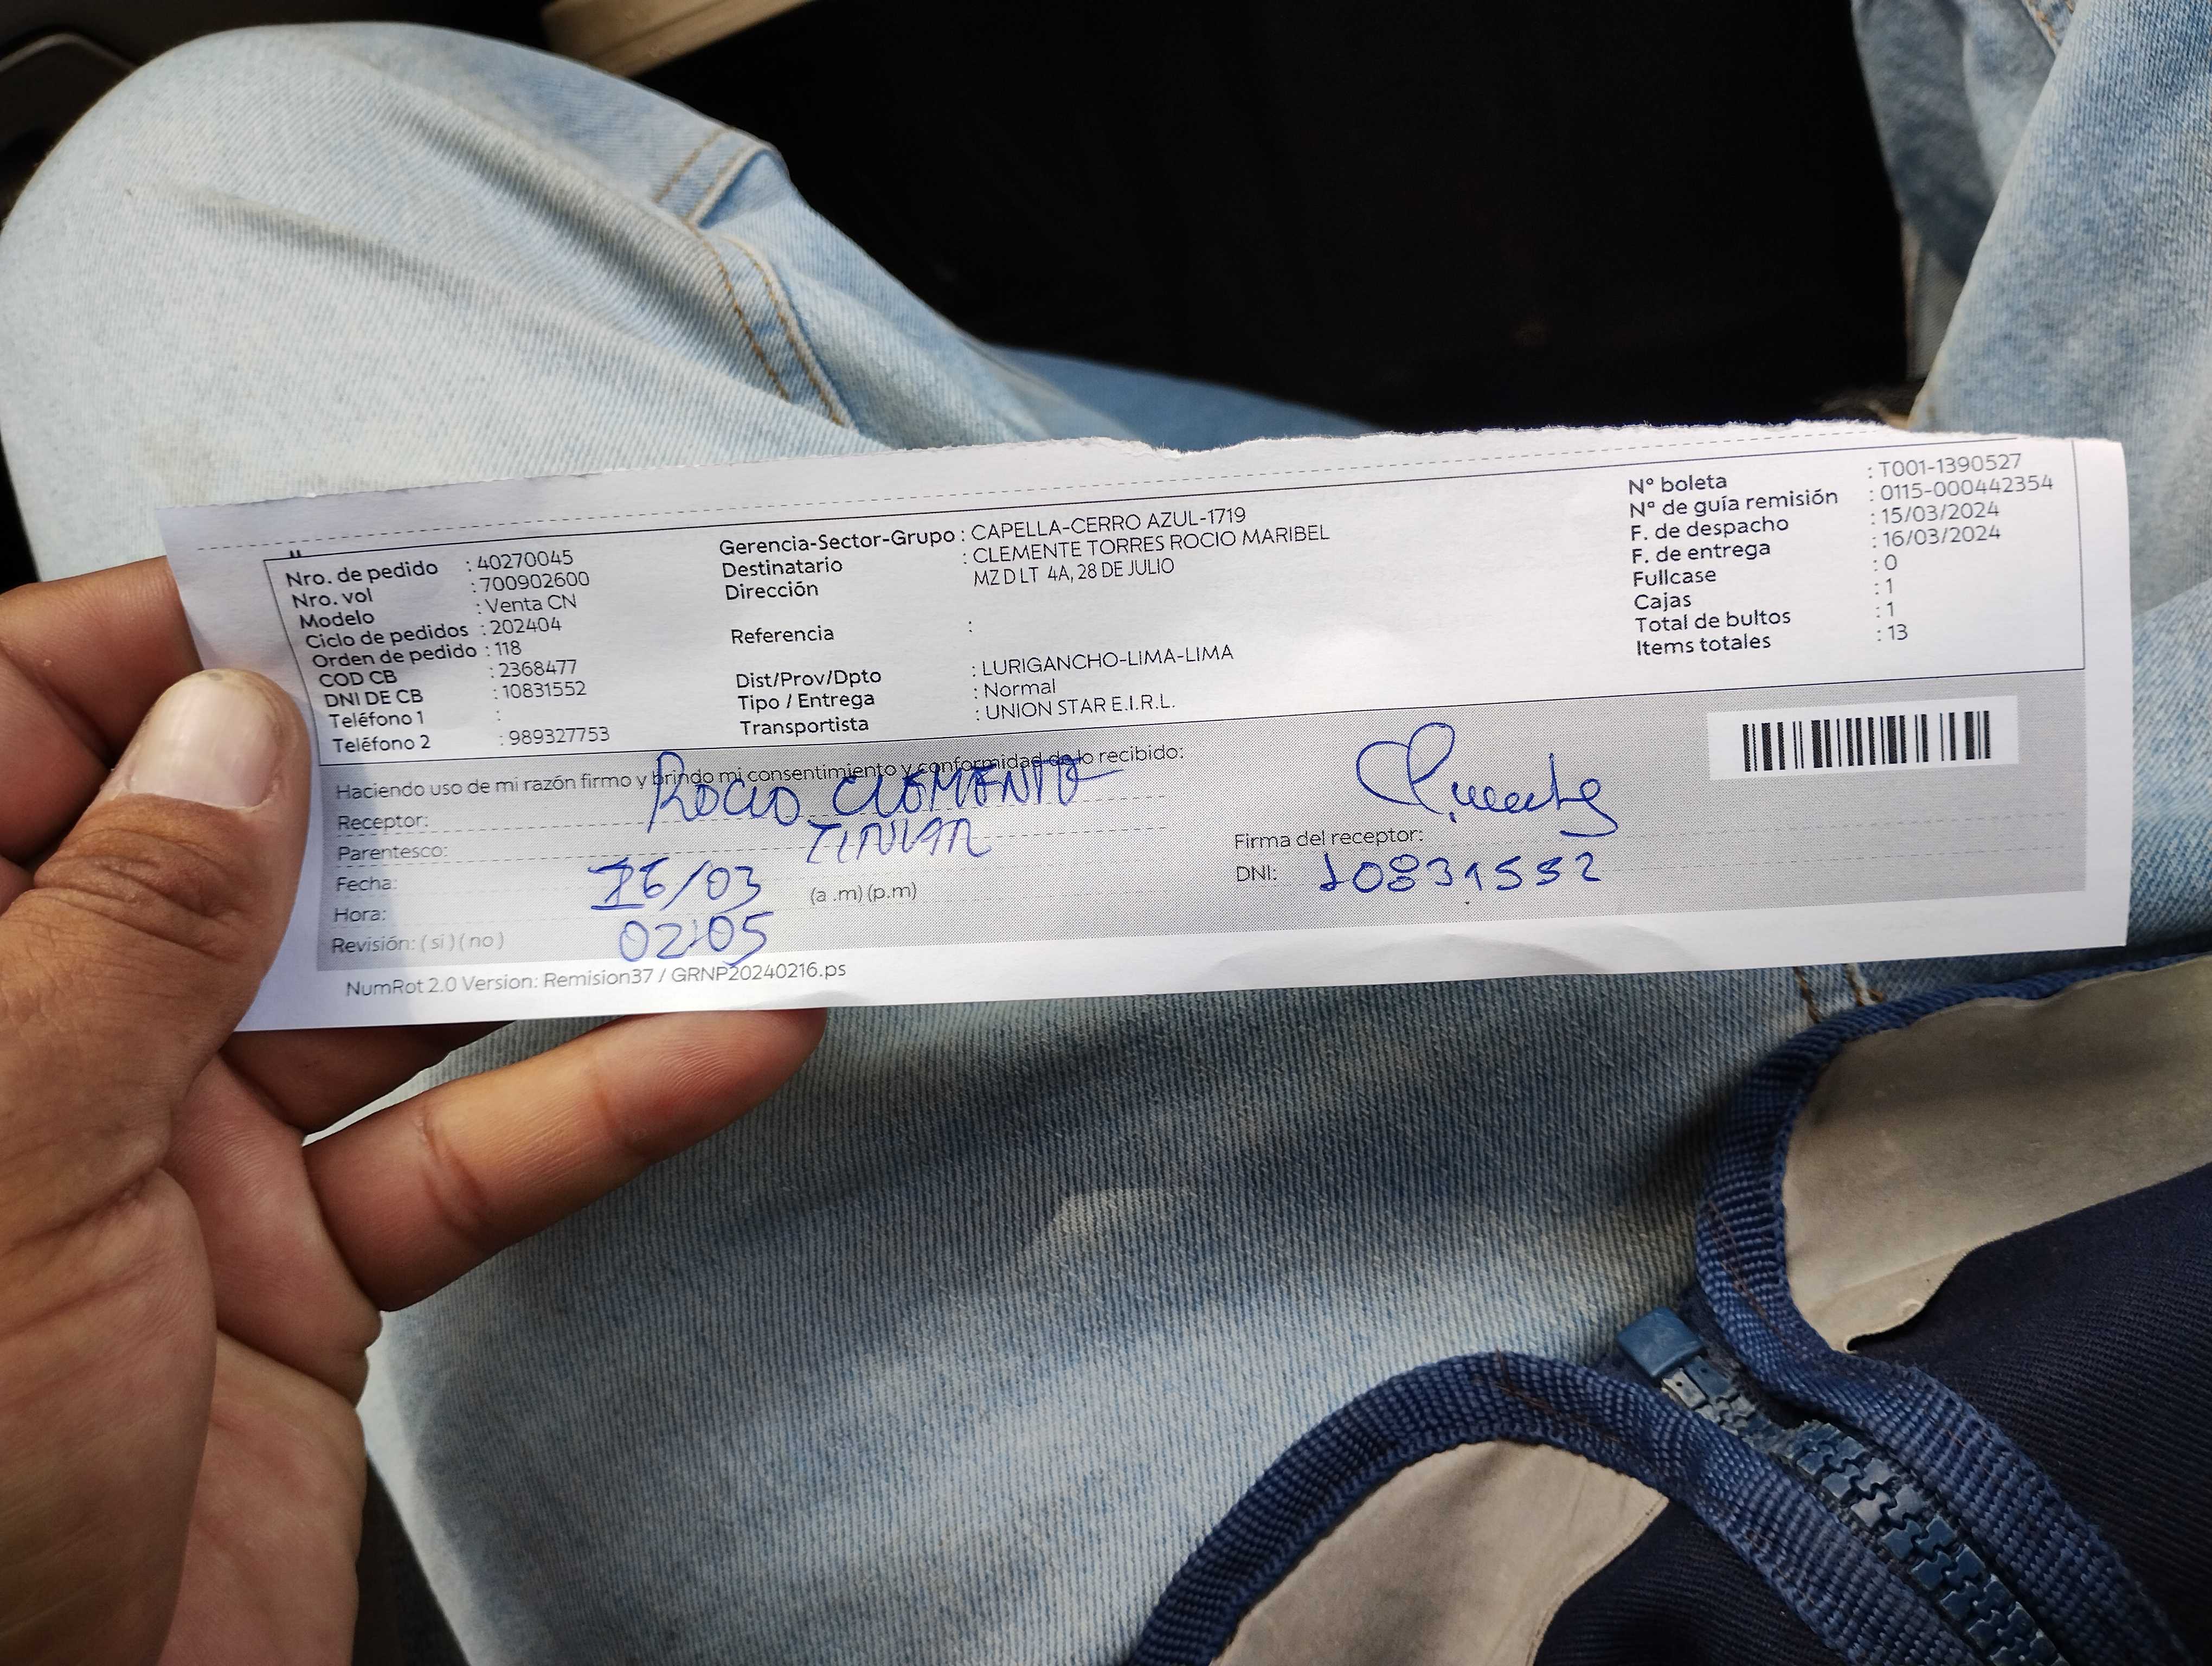 Nro. de pedido : 40270045
Nro. vol : 700902600
Modelo : Venta CN
Ciclo de pedidos : 202404
Orden de pedido : 118
COD CB : 2368477
DNI DE CB : 10831552
Teléfono 1 :
Teléfono 2 : 989327753
Gerencia-Sector-Grupo : CAPELLA-CERRO AZUL-1719
Destinatario : CLEMENTE TORRES ROCIO MARIBEL
Dirección MZ D LT 4A, 28 DE JULIO
Referencia :
Dist/Prov/Dpto : LURIGANCHO-LIMA-LIMA
Tipo / Entrega : Normal
Transportista : UNION STAR E.I.R.L.
N° boleta : T001-1390527
N° de guía remisión : 0115-000442354
F. de despacho : 15/03/2024
F. de entrega : 16/03/2024
Fullcase : 0
Cajas : 1
Total de bultos : 1
Items totales : 13
Haciendo uso de mi razón firmo y brindo mi consentimiento y conformidad de lo recibido:
Receptor: ROCIO CLEMENTE
Parentesco:
Fecha: 16/03
Hora: 02:05 (a .m) (p.m)
Revisión: ( si ) ( no )
Firma del receptor:
DNI: 10831552
NumRot 2.0 Version: Remision37 / GRNP20240216.ps